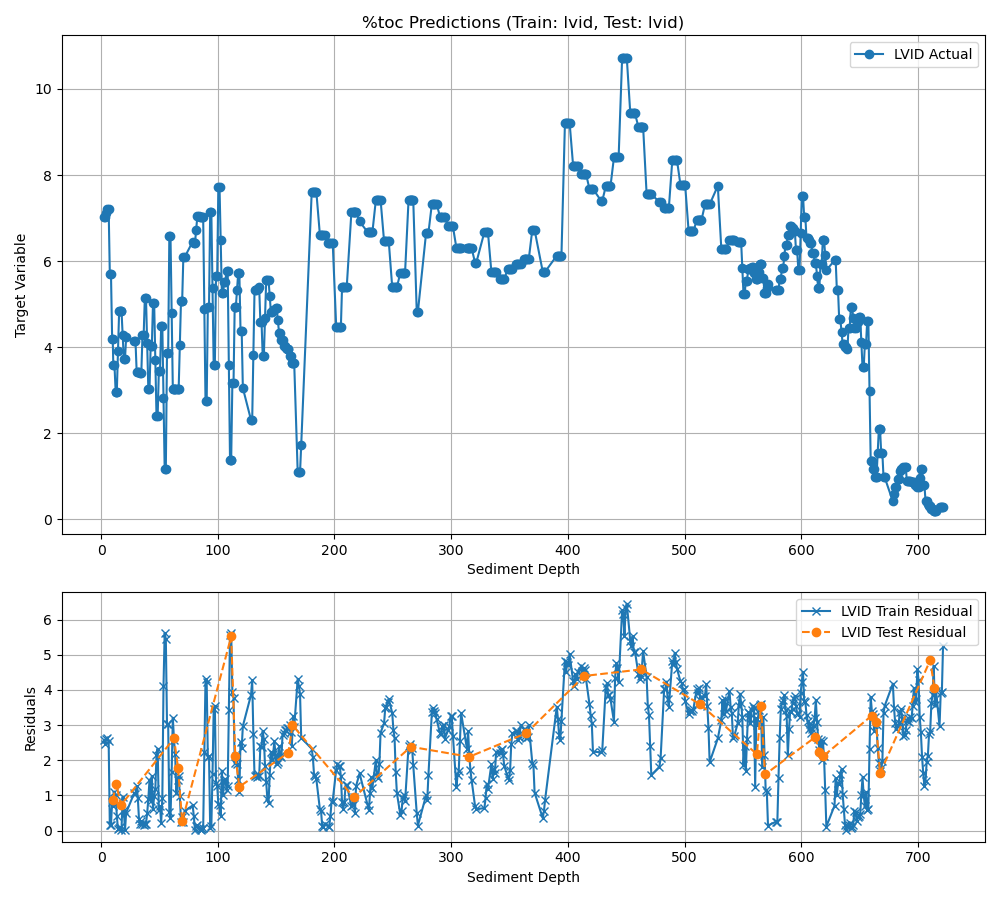 %toc Predictions (Train: lvid, Test: lvid)
LVID Actual
Target Variable
10
8
6
4
2
0
0 100 200 300 400 500 600 700
Sediment Depth
LVID Train Residual
LVID Test Residual
Residuals
6
5
4
3
2
1
0
0 100 200 300 400 500 600 700
Sediment Depth